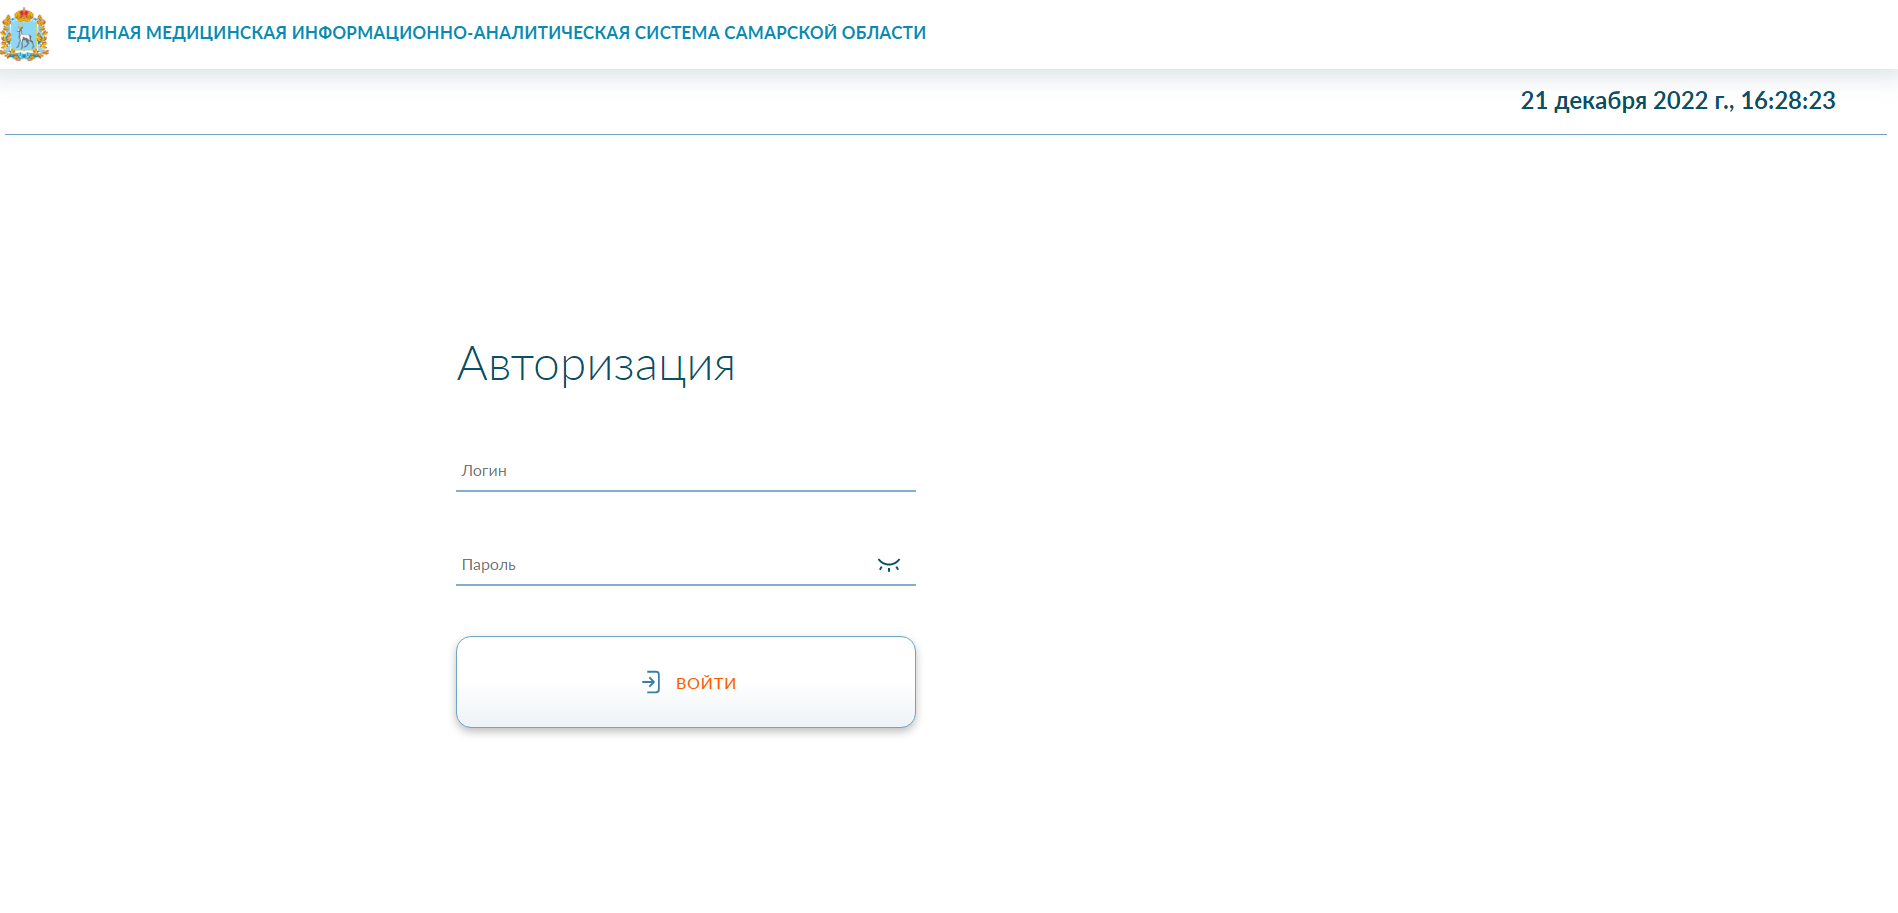 ЕДИНАЯ МЕДИЦИНСКАЯ ИНФОРМАЦИОННО-АНАЛИТИЧЕСКАЯ СИСТЕМА САМАРСКОЙ ОБЛАСТИ
21 декабря 2022 г., 16:28:23
Авторизация
Логин
Пароль
ВОЙТИ